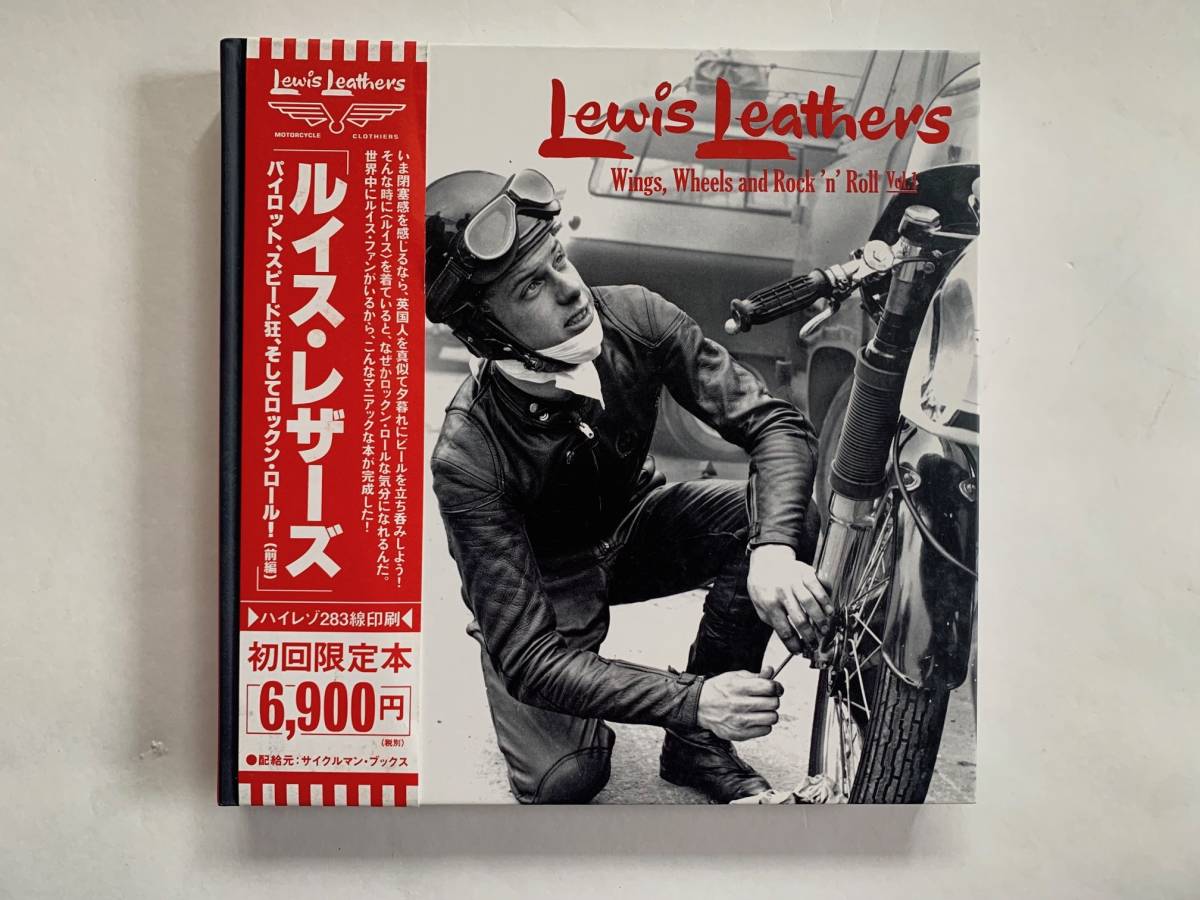 Lewis Leathers
MOTORCYCLE CLOTHIERS
いま閉塞感を感じるなら、英国人を真似て夕暮れにビールを立ち呑みしよう!
そんな時に〈ルイス〉を着ていると、なぜかロックン・ロールな気分になれるんだ。
世界中にルイス・ファンがいるから、こんなマニアックな本が完成した!
「ルイス・レザーズ」
パイロット、スピード狂、そしてロックン・ロール!(前編)
▶ハイレゾ283線印刷◀
初回限定本
[6,900円]
(税別)
●配給元:サイクルマン・ブックス
Lewis Leathers
Wings, Wheels and Rock 'n' Roll Vol.1